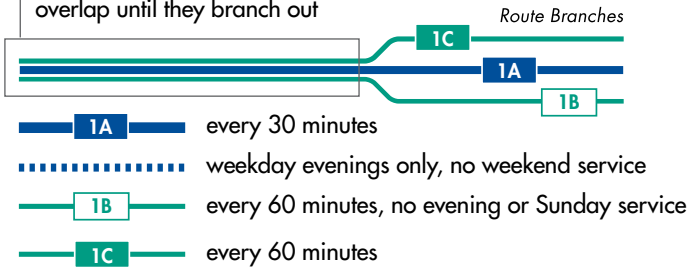 overlap until they branch out
Route Branches
1C
1A
1B
1A every 30 minutes
weekday evenings only, no weekend service
1B every 60 minutes, no evening or Sunday service
1C every 60 minutes